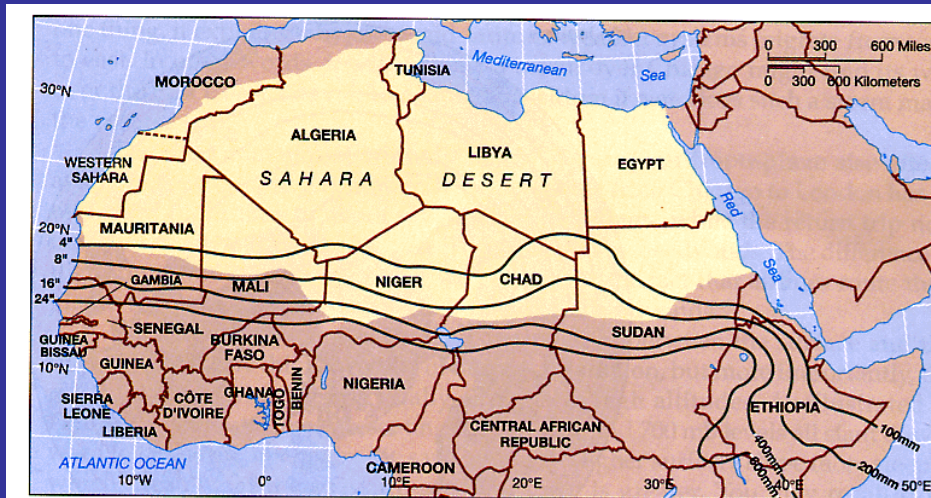 0 300 600 Miles
0 300 600 Kilometers
TUNISIA
Mediterranean
Sea
MOROCCO
30°N
ALGERIA
LIBYA
EGYPT
WESTERN
SAHARA
SAHARA
DESERT
Red
Sea
MAURITANIA
20°N
4"
8"
16"
24"
GAMBIA
MALI
NIGER
CHAD
SENEGAL
SUDAN
GUINEA
BISSAU
BURKINA
FASO
10°N
GUINEA
NIGERIA
GHANA
TOGO
BENIN
SIERRA
LEONE
CÔTE
D'IVOIRE
ETHIOPIA
LIBERIA
CENTRAL AFRICAN
REPUBLIC
100mm
200mm
400mm
600mm
CAMEROON
ATLANTIC OCEAN
10°W
0°
10°E
20°E
30°E
40°E
50°E